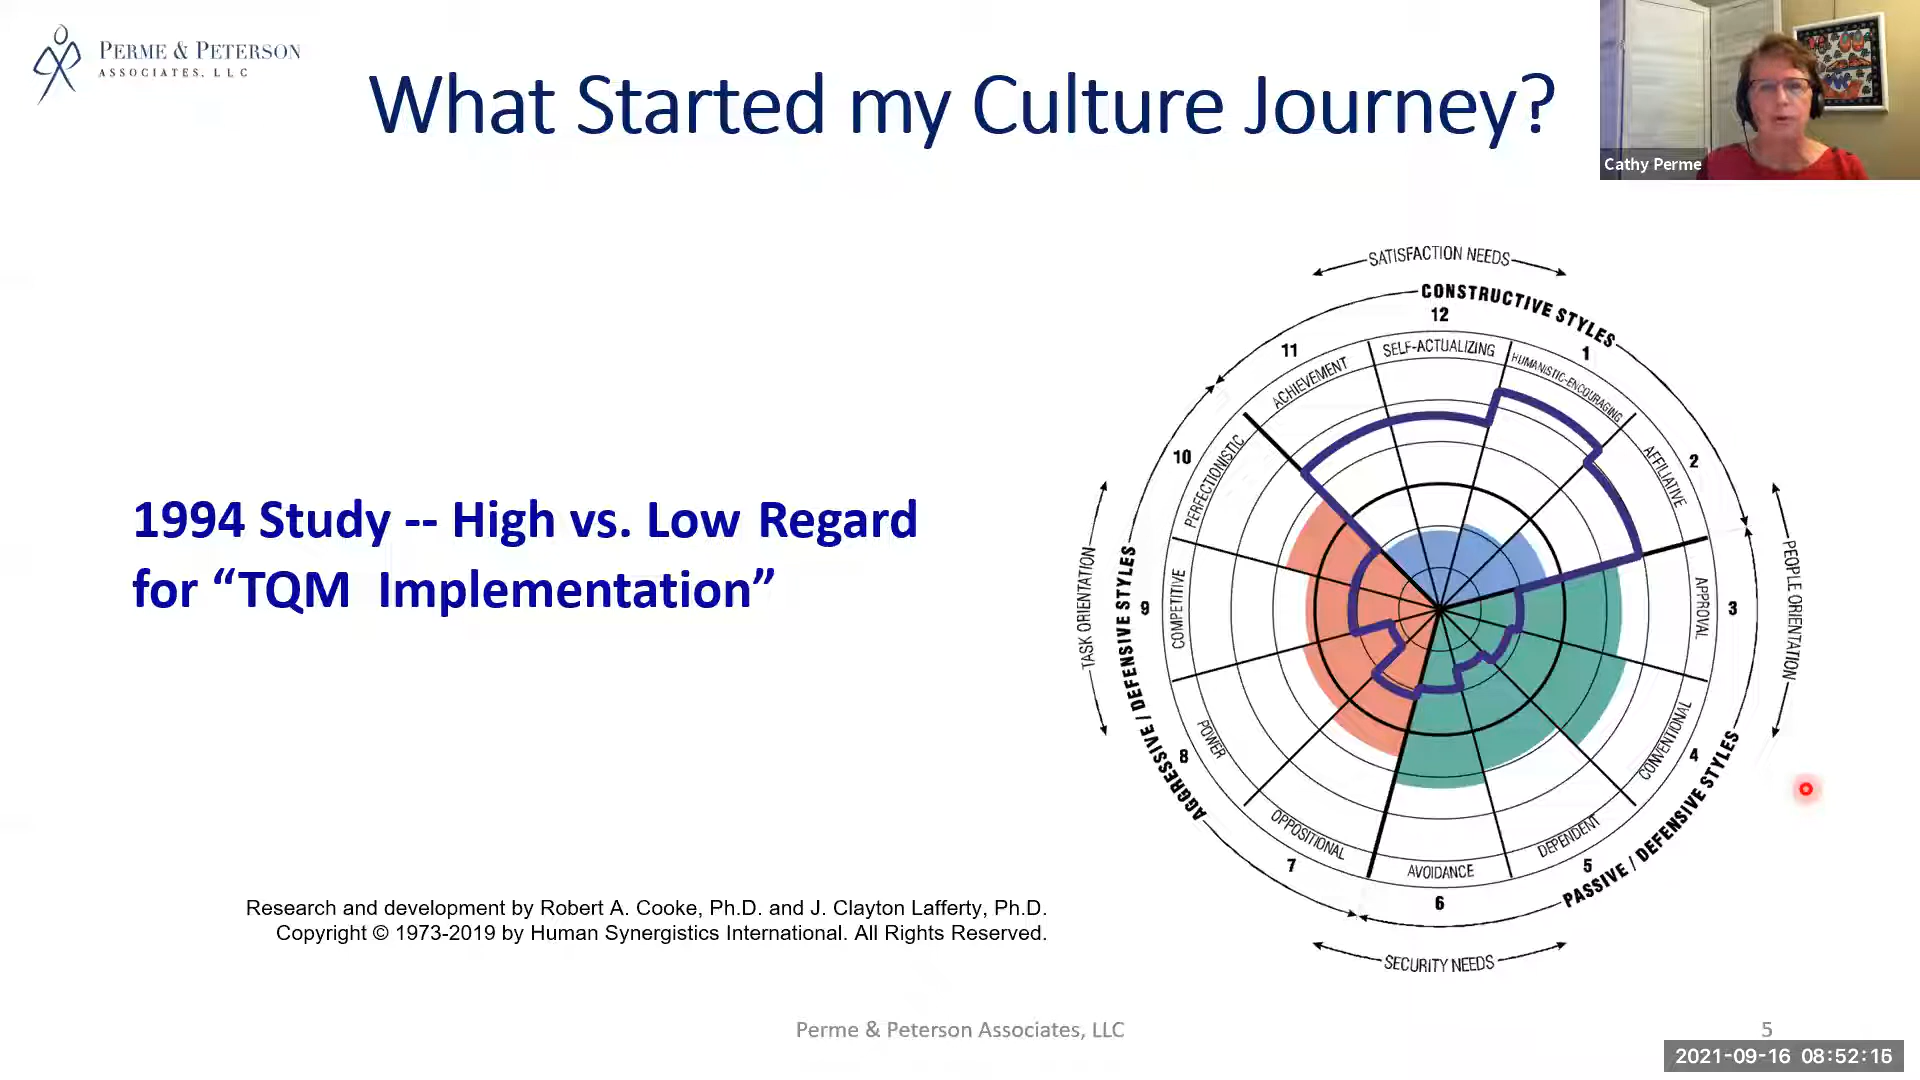 PERME & PETERSON
ASSOCIATES, LLC
What Started my Culture Journey?
Cathy Perme
1994 Study -- High vs. Low Regard
for “TQM Implementation”
SATISFACTION NEEDS
CONSTRUCTIVE STYLES
12
11
1
SELF-ACTUALIZING
HUMANISTIC-ENCOURAGING
ACHIEVEMENT
10
PERFECTIONISTIC
AFFILIATIVE
2
TASK ORIENTATION
AGGRESSIVE / DEFENSIVE STYLES
9
COMPETITIVE
APPROVAL
3
PEOPLE ORIENTATION
8
POWER
CONVENTIONAL
4
PASSIVE / DEFENSIVE STYLES
OPPOSITIONAL
7
AVOIDANCE
6
DEPENDENT
5
SECURITY NEEDS
Research and development by Robert A. Cooke, Ph.D. and J. Clayton Lafferty, Ph.D.
Copyright © 1973-2019 by Human Synergistics International. All Rights Reserved.
Perme & Peterson Associates, LLC
5
2021-09-16 08:52:16